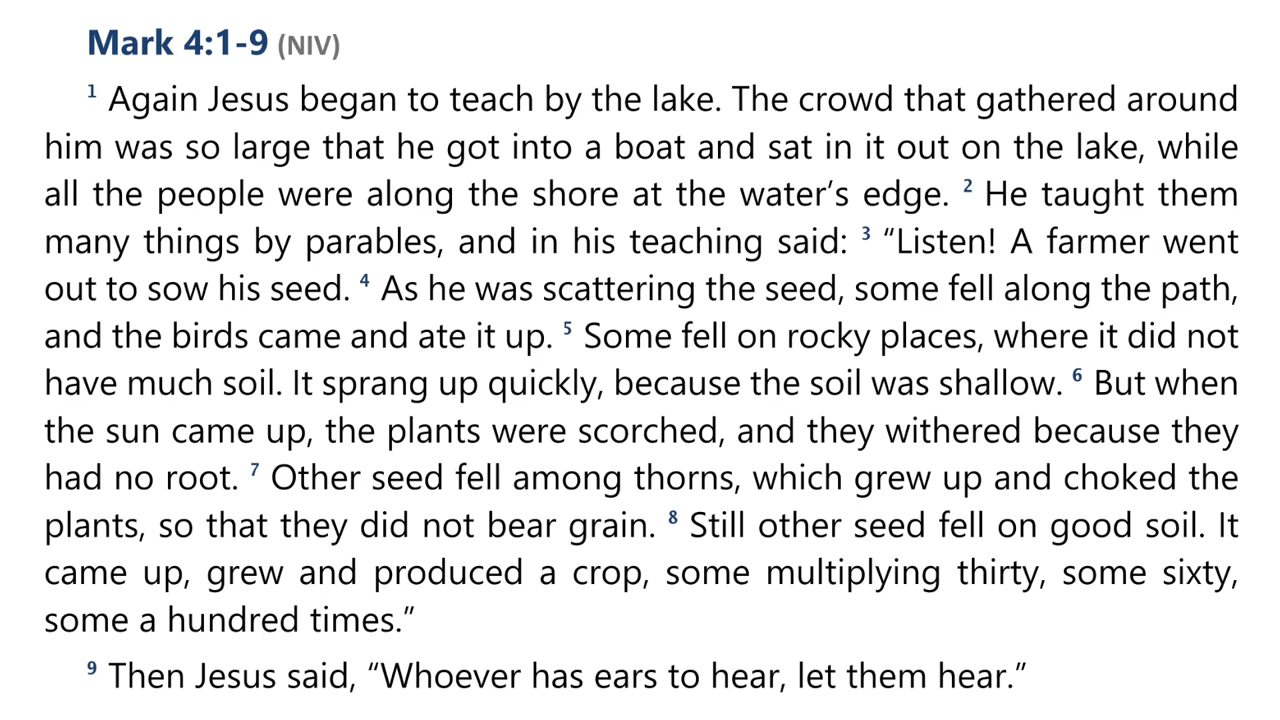 Mark 4:1-9 (NIV)
1 Again Jesus began to teach by the lake. The crowd that gathered around
him was so large that he got into a boat and sat in it out on the lake, while
all the people were along the shore at the water’s edge. 2 He taught them
many things by parables, and in his teaching said: 3 “Listen! A farmer went
out to sow his seed. 4 As he was scattering the seed, some fell along the path,
and the birds came and ate it up. 5 Some fell on rocky places, where it did not
have much soil. It sprang up quickly, because the soil was shallow. 6 But when
the sun came up, the plants were scorched, and they withered because they
had no root. 7 Other seed fell among thorns, which grew up and choked the
plants, so that they did not bear grain. 8 Still other seed fell on good soil. It
came up, grew and produced a crop, some multiplying thirty, some sixty,
some a hundred times.”
9 Then Jesus said, “Whoever has ears to hear, let them hear.”